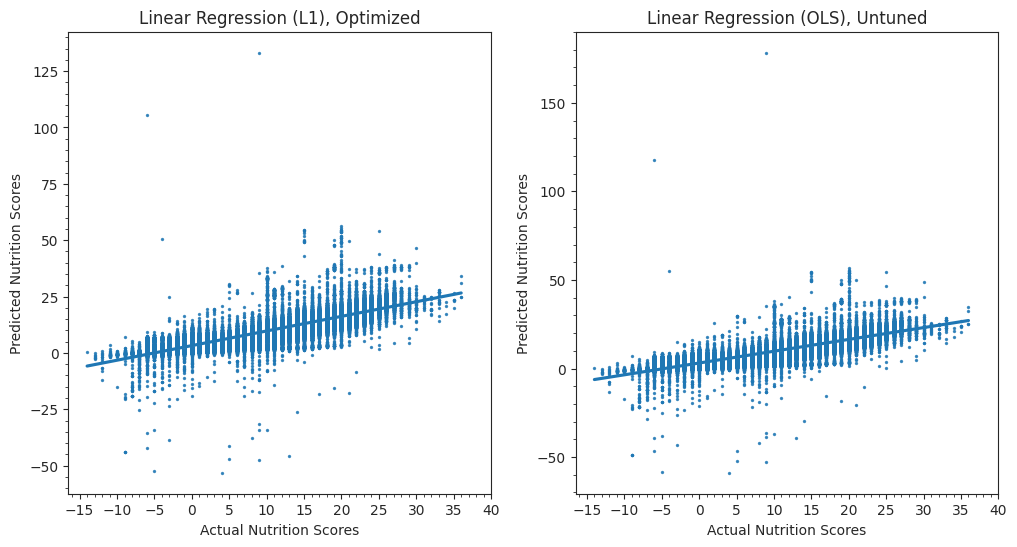 Linear Regression (L1), Optimized
Predicted Nutrition Scores
125
100
75
50
25
0
−25
−50
−15 −10 −5 0 5 10 15 20 25 30 35 40
Actual Nutrition Scores
Linear Regression (OLS), Untuned
Predicted Nutrition Scores
150
100
50
0
−50
−15 −10 −5 0 5 10 15 20 25 30 35 40
Actual Nutrition Scores